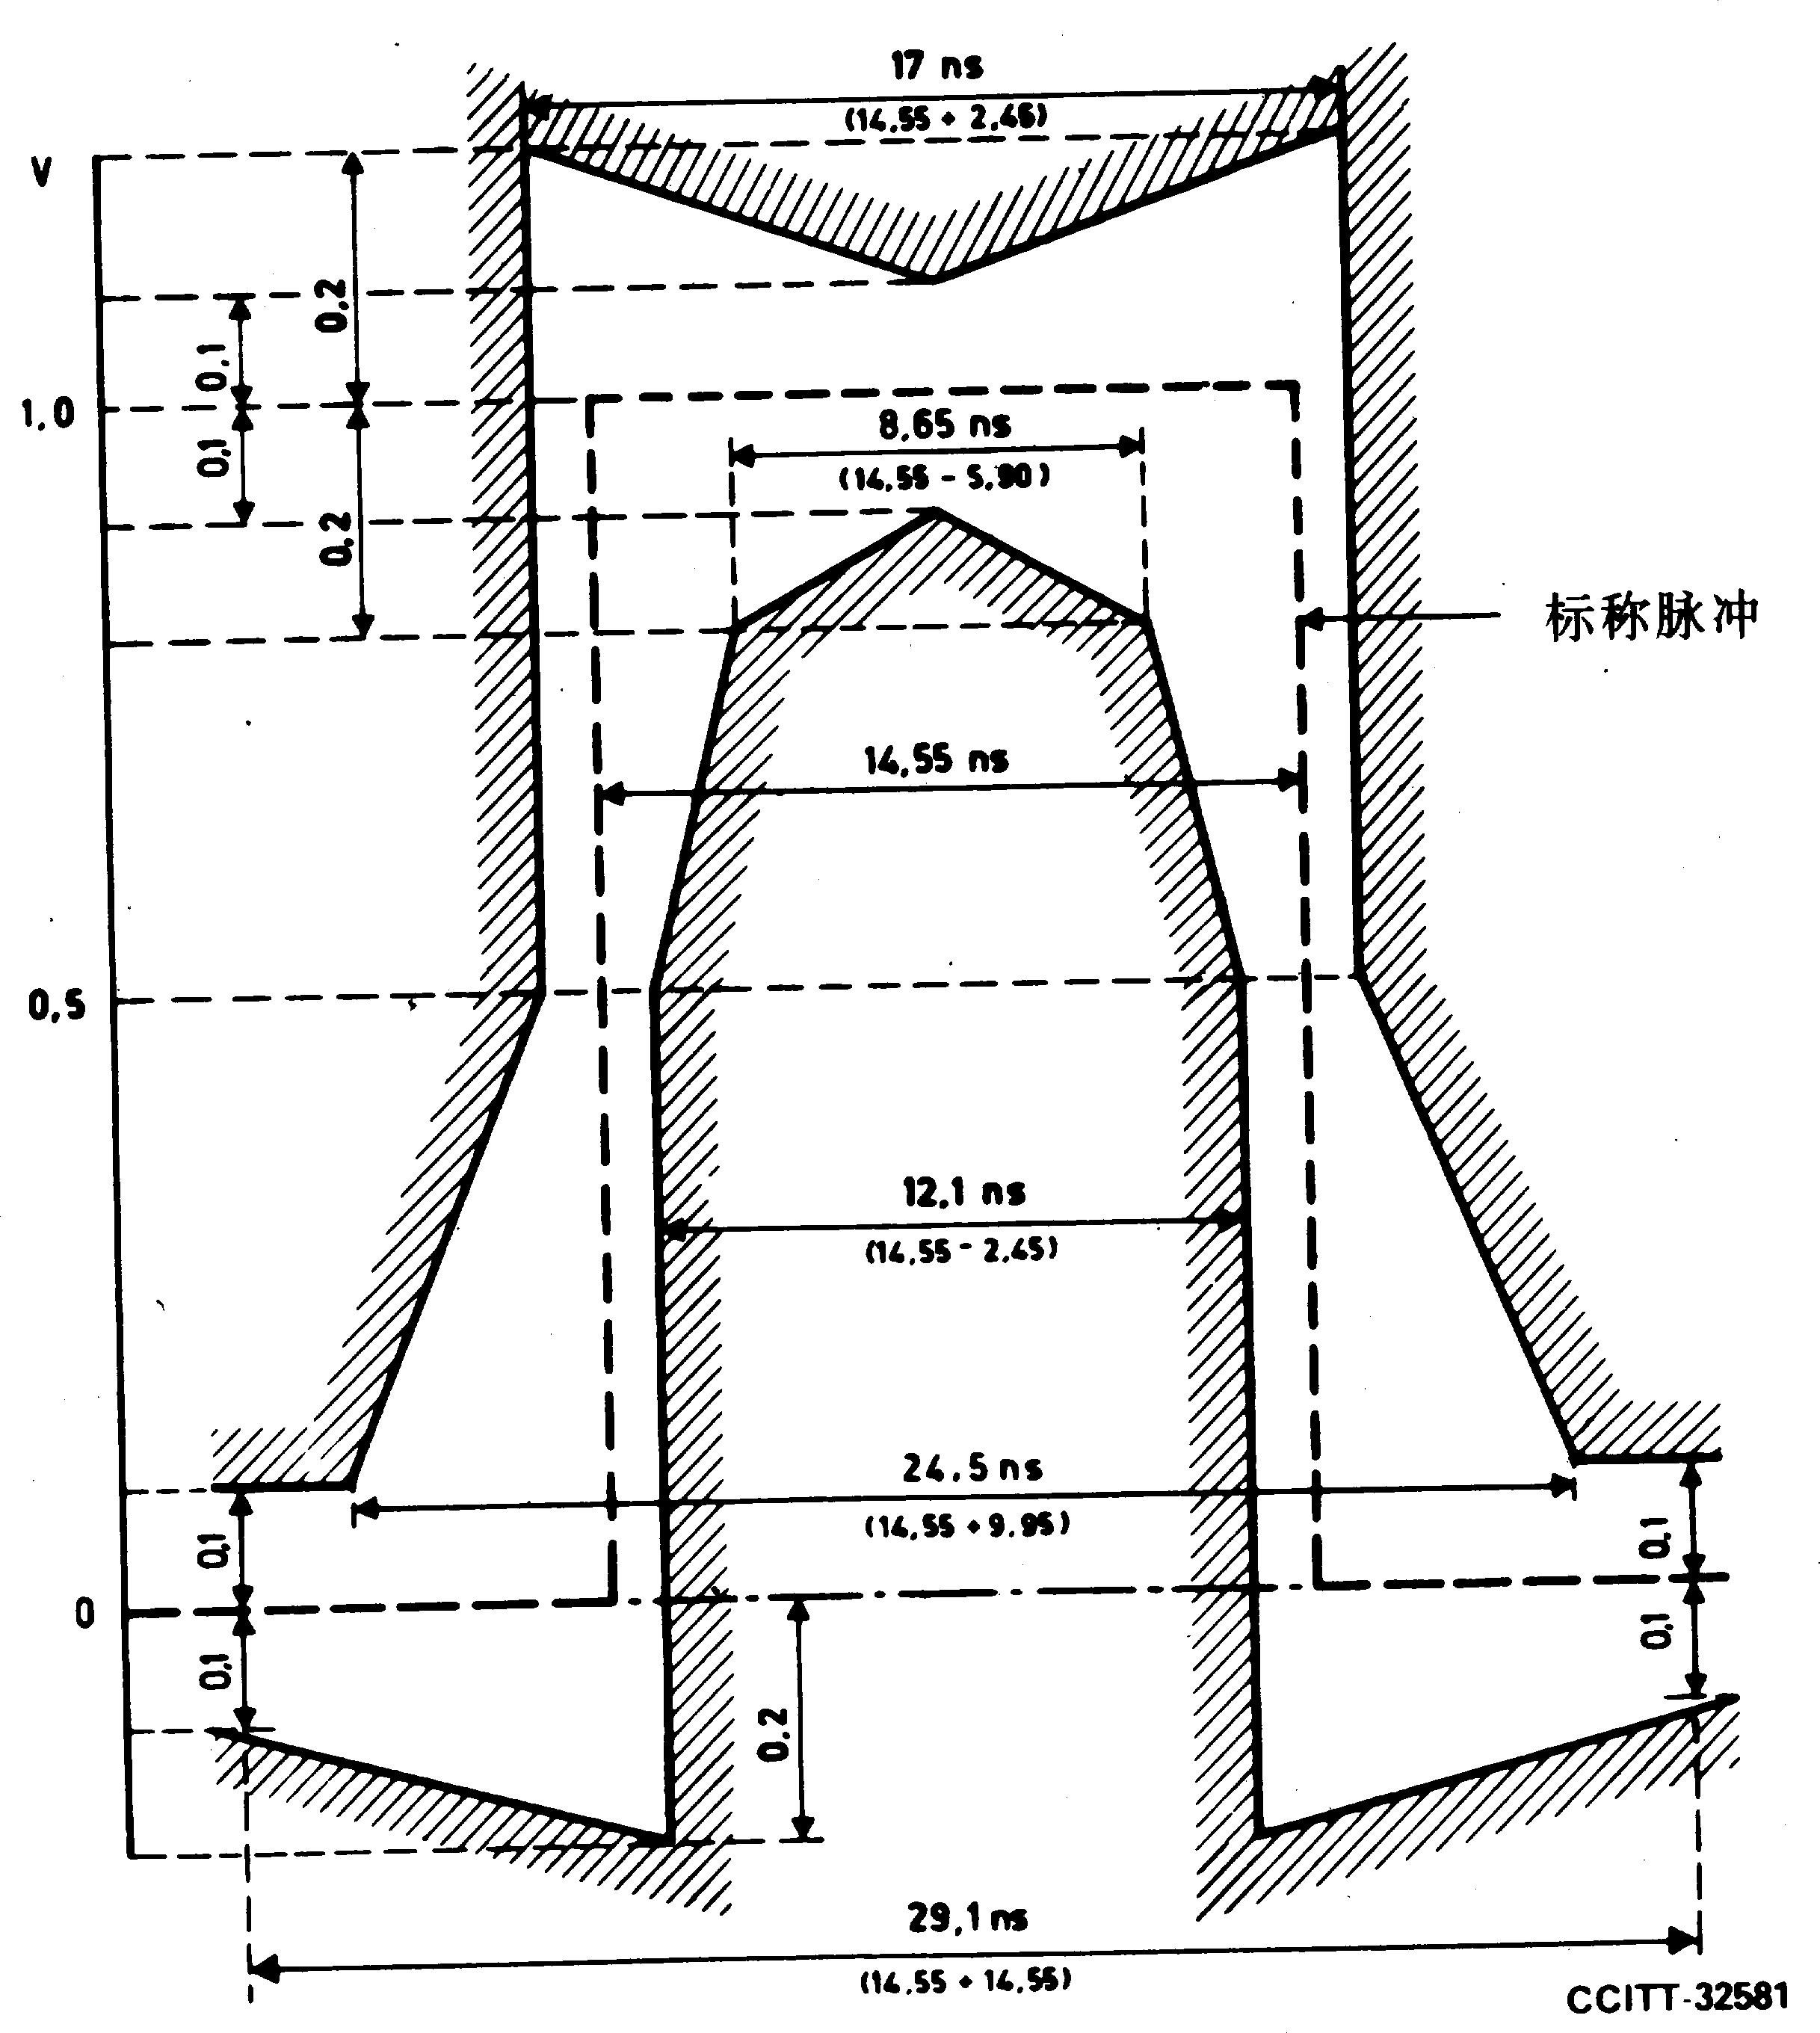 17 ns
(14,55 + 2,45)
V
0,2
0,1
1,0
0,1
0,2
8,65 ns
(14,55 - 5,90)
标称脉冲
14,55 ns
0,5
12,1 ns
(14,55 - 2,45)
24,5 ns
(14,55 + 9,95)
0,1
0,1
0
0,1
0,1
0,2
29,1 ns
(14,55 + 14,55)
CCITT-32581